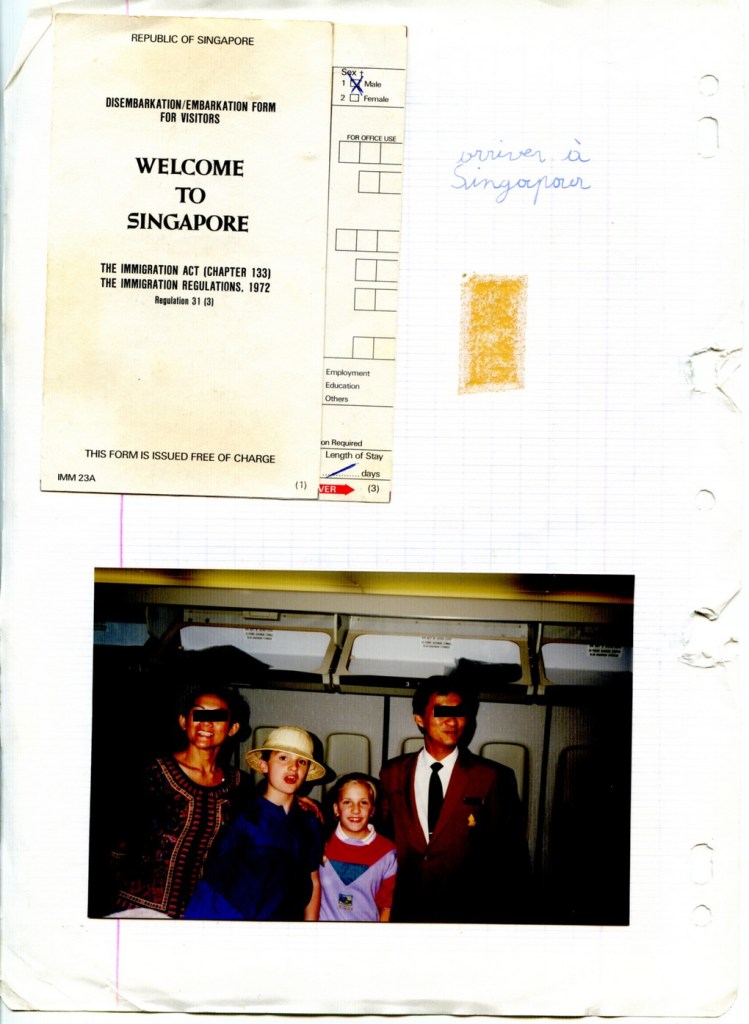 REPUBLIC OF SINGAPORE
DISEMBARKATION/EMBARKATION FORM
FOR VISITORS
WELCOME
TO
SINGAPORE
THE IMMIGRATION ACT (CHAPTER 133)
THE IMMIGRATION REGULATIONS, 1972
Regulation 31 (3)
THIS FORM IS ISSUED FREE OF CHARGE
IMM 23A
(1)
Sex
1 Male
2 Female
FOR OFFICE USE
Employment
Education
Others
on Required
Length of Stay
days
VER
(3)
arriver à
Singapour
3